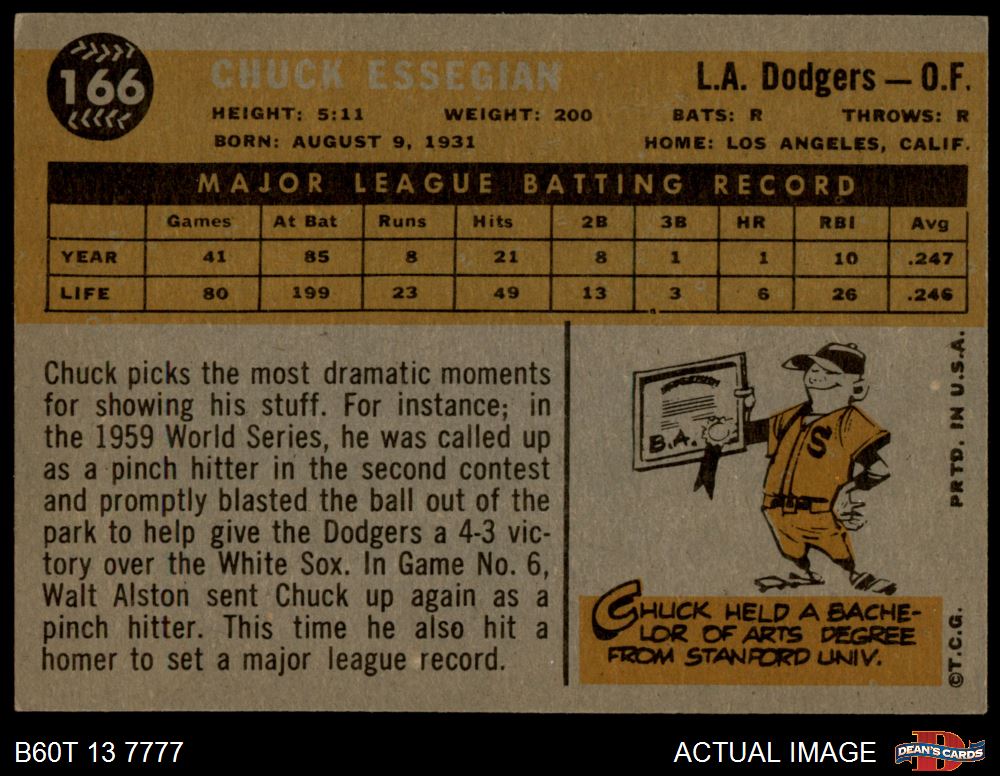 166
CHUCK ESSEGIAN
L.A. Dodgers — O.F.
HEIGHT: 5:11 WEIGHT: 200 BATS: R THROWS: R
BORN: AUGUST 9, 1931 HOME: LOS ANGELES, CALIF.
MAJOR LEAGUE BATTING RECORD
Games At Bat Runs Hits 2B 3B HR RBI Avg
YEAR 41 85 8 21 8 1 1 10 .247
LIFE 80 199 23 49 13 3 6 26 .246
Chuck picks the most dramatic moments
for showing his stuff. For instance; in
the 1959 World Series, he was called up
as a pinch hitter in the second contest
and promptly blasted the ball out of the
park to help give the Dodgers a 4-3 vic-
tory over the White Sox. In Game No. 6,
Walt Alston sent Chuck up again as a
pinch hitter. This time he also hit a
homer to set a major league record.
B.A.
S
CHUCK HELD A BACHE-
LOR OF ARTS DEGREE
FROM STANFORD UNIV.
©T.C.G. PRTD. IN U.S.A.
B60T 13 7777
ACTUAL IMAGE
DEAN'S CARDS